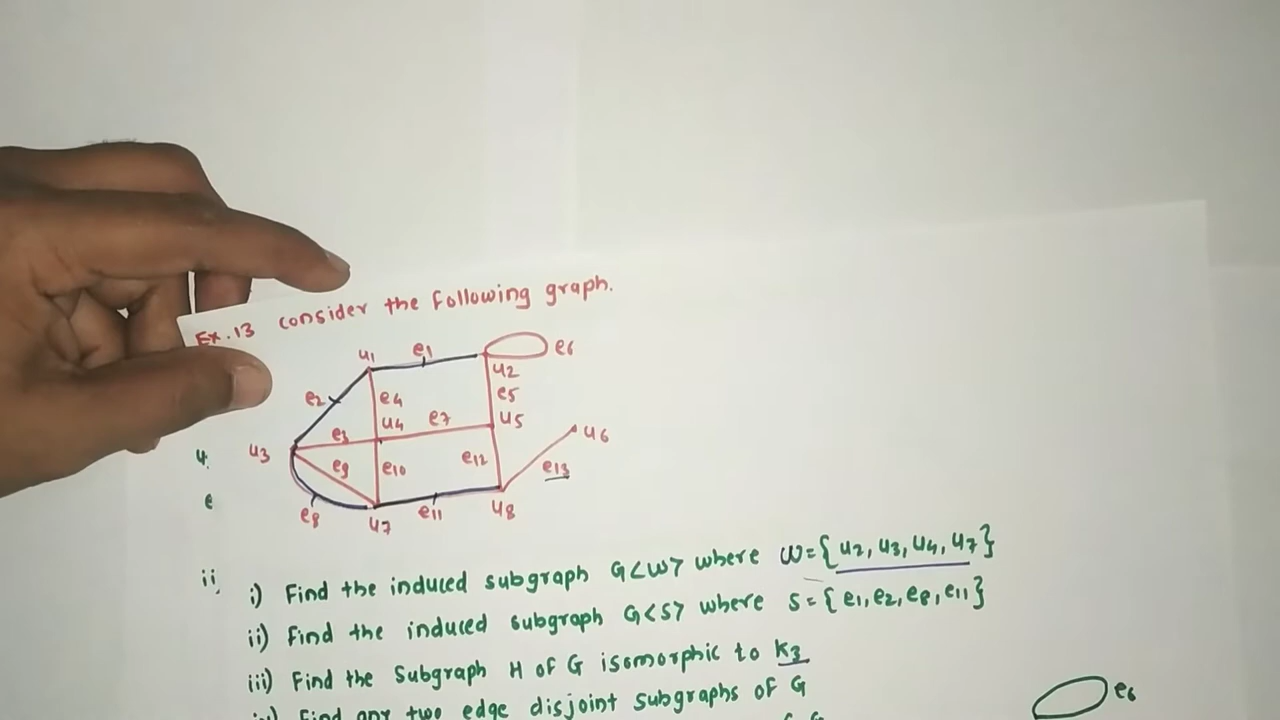 Ex.13 consider the following graph.
u1 e1 e6
u2
e2 e4 e5
u4 e7 u5
e3 u6
u3 e9 e10 e12 e13
e8 u7 e11 u8
ii,
i) Find the induced subgraph G<W> where W={u2, u3, u4, u7}
ii) Find the induced subgraph G<S> where S={e1, e2, e8, e11}
iii) Find the subgraph H of G isomorphic to K3
e6
iv) Find any two edge disjoint subgraphs of G